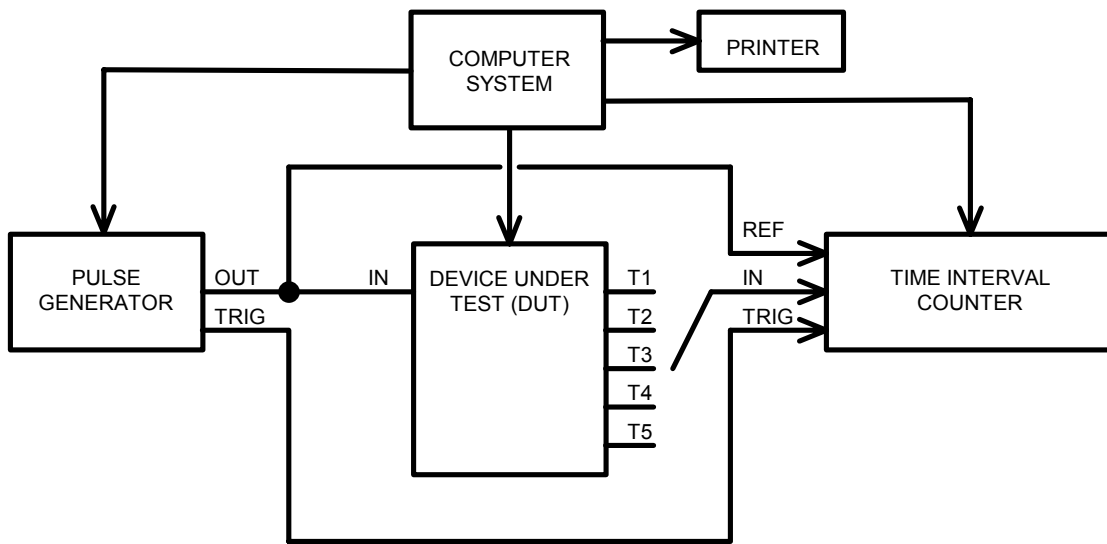 COMPUTER
SYSTEM
PRINTER
PULSE
GENERATOR
OUT
TRIG
IN
DEVICE UNDER
TEST (DUT)
T1
T2
T3
T4
T5
REF
IN
TRIG
TIME INTERVAL
COUNTER